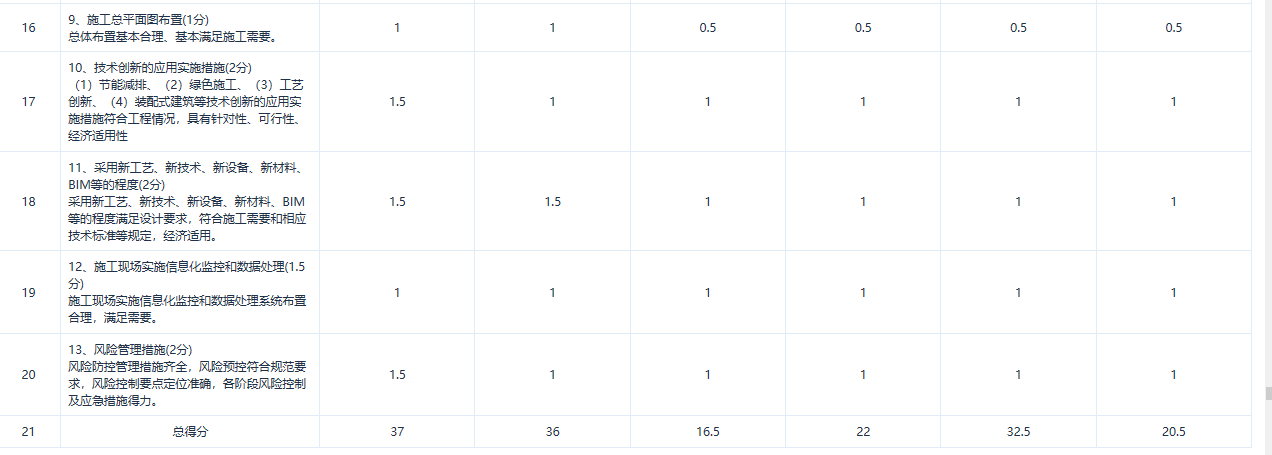 16 9、施工总平面图布置(1分) 1 1 0.5 0.5 0.5 0.5
总体布置基本合理、基本满足施工需要。
17 10、技术创新的应用实施措施(2分) 1.5 1 1 1 1 1
（1）节能减排、（2）绿色施工、（3）工艺
创新、（4）装配式建筑等技术创新的应用实
施措施符合工程情况，具有针对性、可行性、
经济适用性
18 11、采用新工艺、新技术、新设备、新材料、 1.5 1.5 1 1 1 1
BIM等的程度(2分)
采用新工艺、新技术、新设备、新材料、BIM
等的程度满足设计要求，符合施工需要和相应
技术标准等规定，经济适用。
19 12、施工现场实施信息化监控和数据处理(1.5 1 1 1 1 1 1
分)
施工现场实施信息化监控和数据处理系统布置
合理，满足需要。
20 13、风险管理措施(2分) 1.5 1 1 1 1 1
风险防控管理措施齐全，风险预控符合规范要
求，风险控制要点定位准确，各阶段风险控制
及应急措施得力。
21 总得分 37 36 16.5 22 32.5 20.5